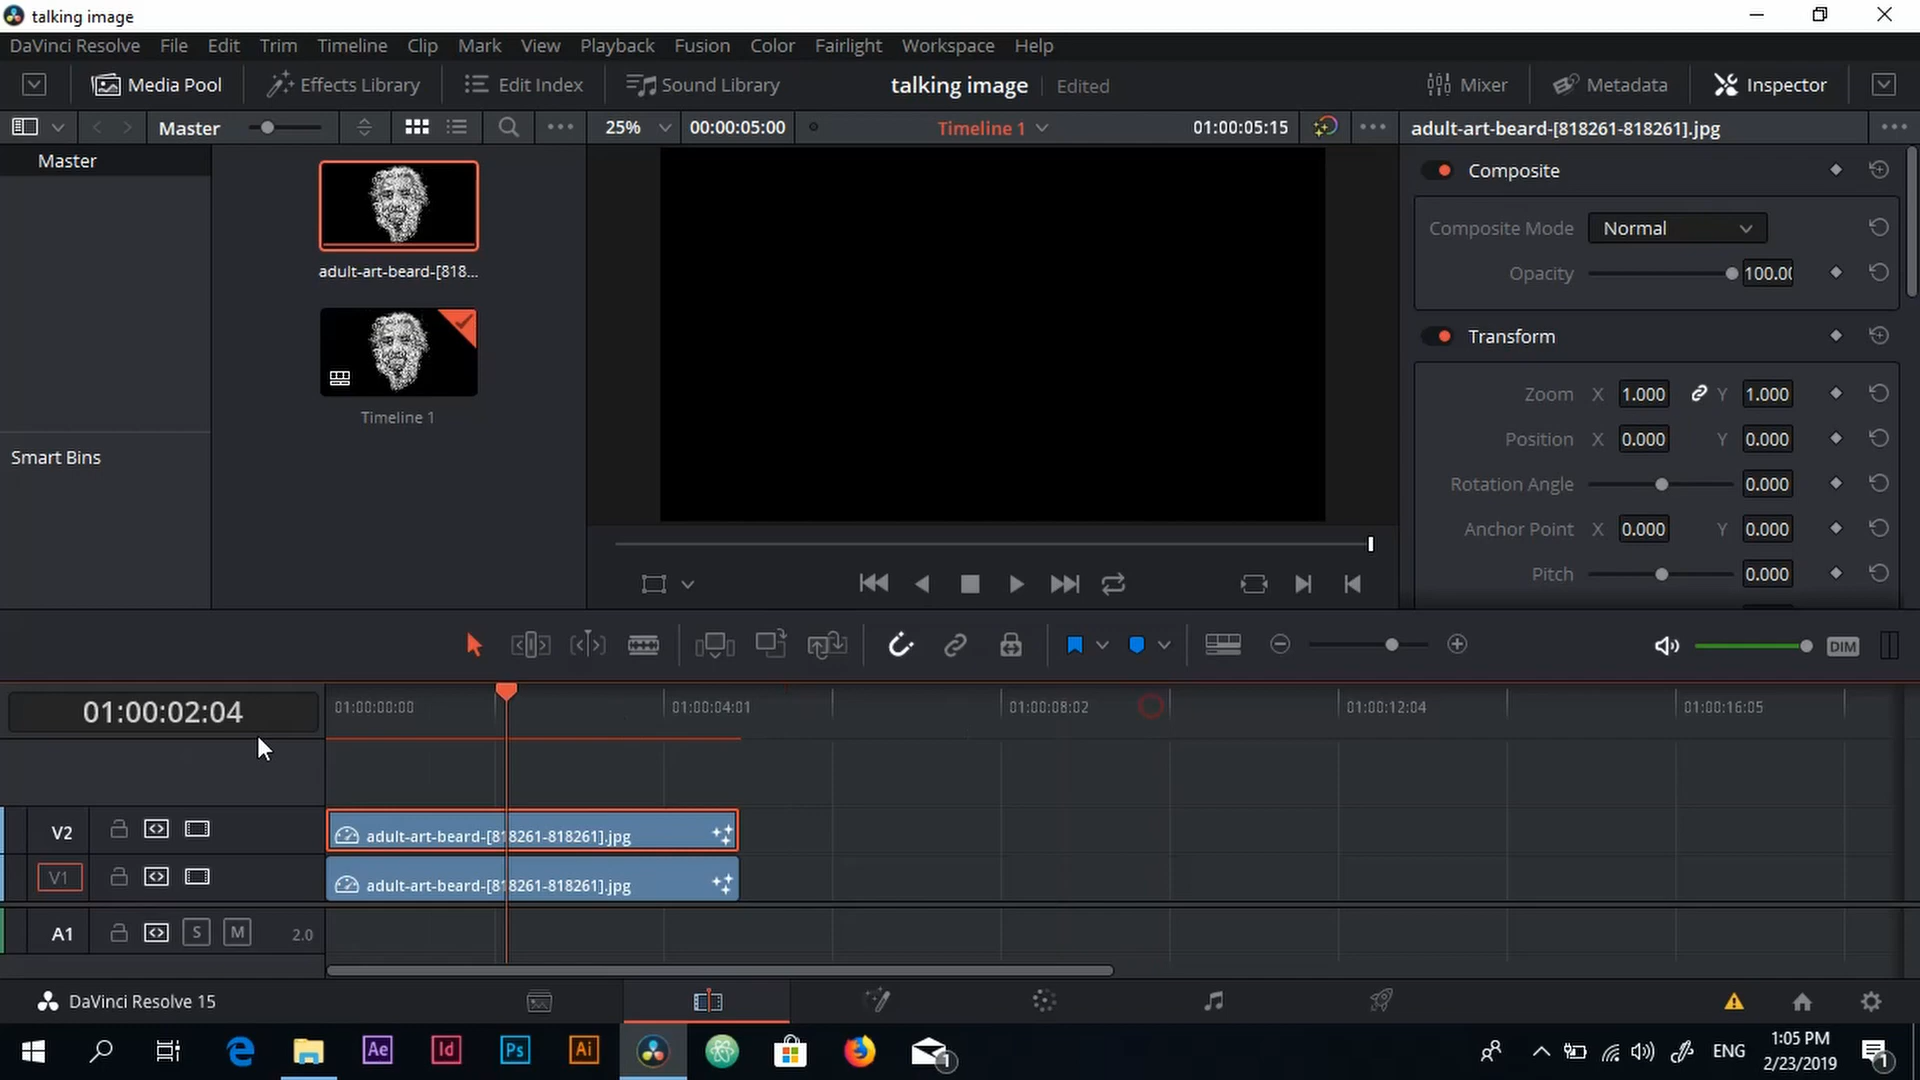 talking image
DaVinci Resolve File Edit Trim Timeline Clip Mark View Playback Fusion Color Fairlight Workspace Help
Media Pool Effects Library Edit Index Sound Library talking image Edited Mixer Metadata Inspector
Master 25% 00:00:05:00 Timeline 1 01:00:05:15 adult-art-beard-[818261-818261].jpg
Master
Composite
Composite Mode Normal
adult-art-beard-[818...
Opacity 100.00
Transform
Zoom X 1.000 Y 1.000
Timeline 1
Position X 0.000 Y 0.000
Smart Bins
Rotation Angle 0.000
Anchor Point X 0.000 Y 0.000
Pitch 0.000
DIM
01:00:02:04 01:00:00:00 01:00:04:01 01:00:08:02 01:00:12:04 01:00:16:05
V2 adult-art-beard-[818261-818261].jpg
V1 adult-art-beard-[818261-818261].jpg
A1 S M 2.0
DaVinci Resolve 15
Ae Id Ps Ai 1 ENG 1:05 PM
2/23/2019 1